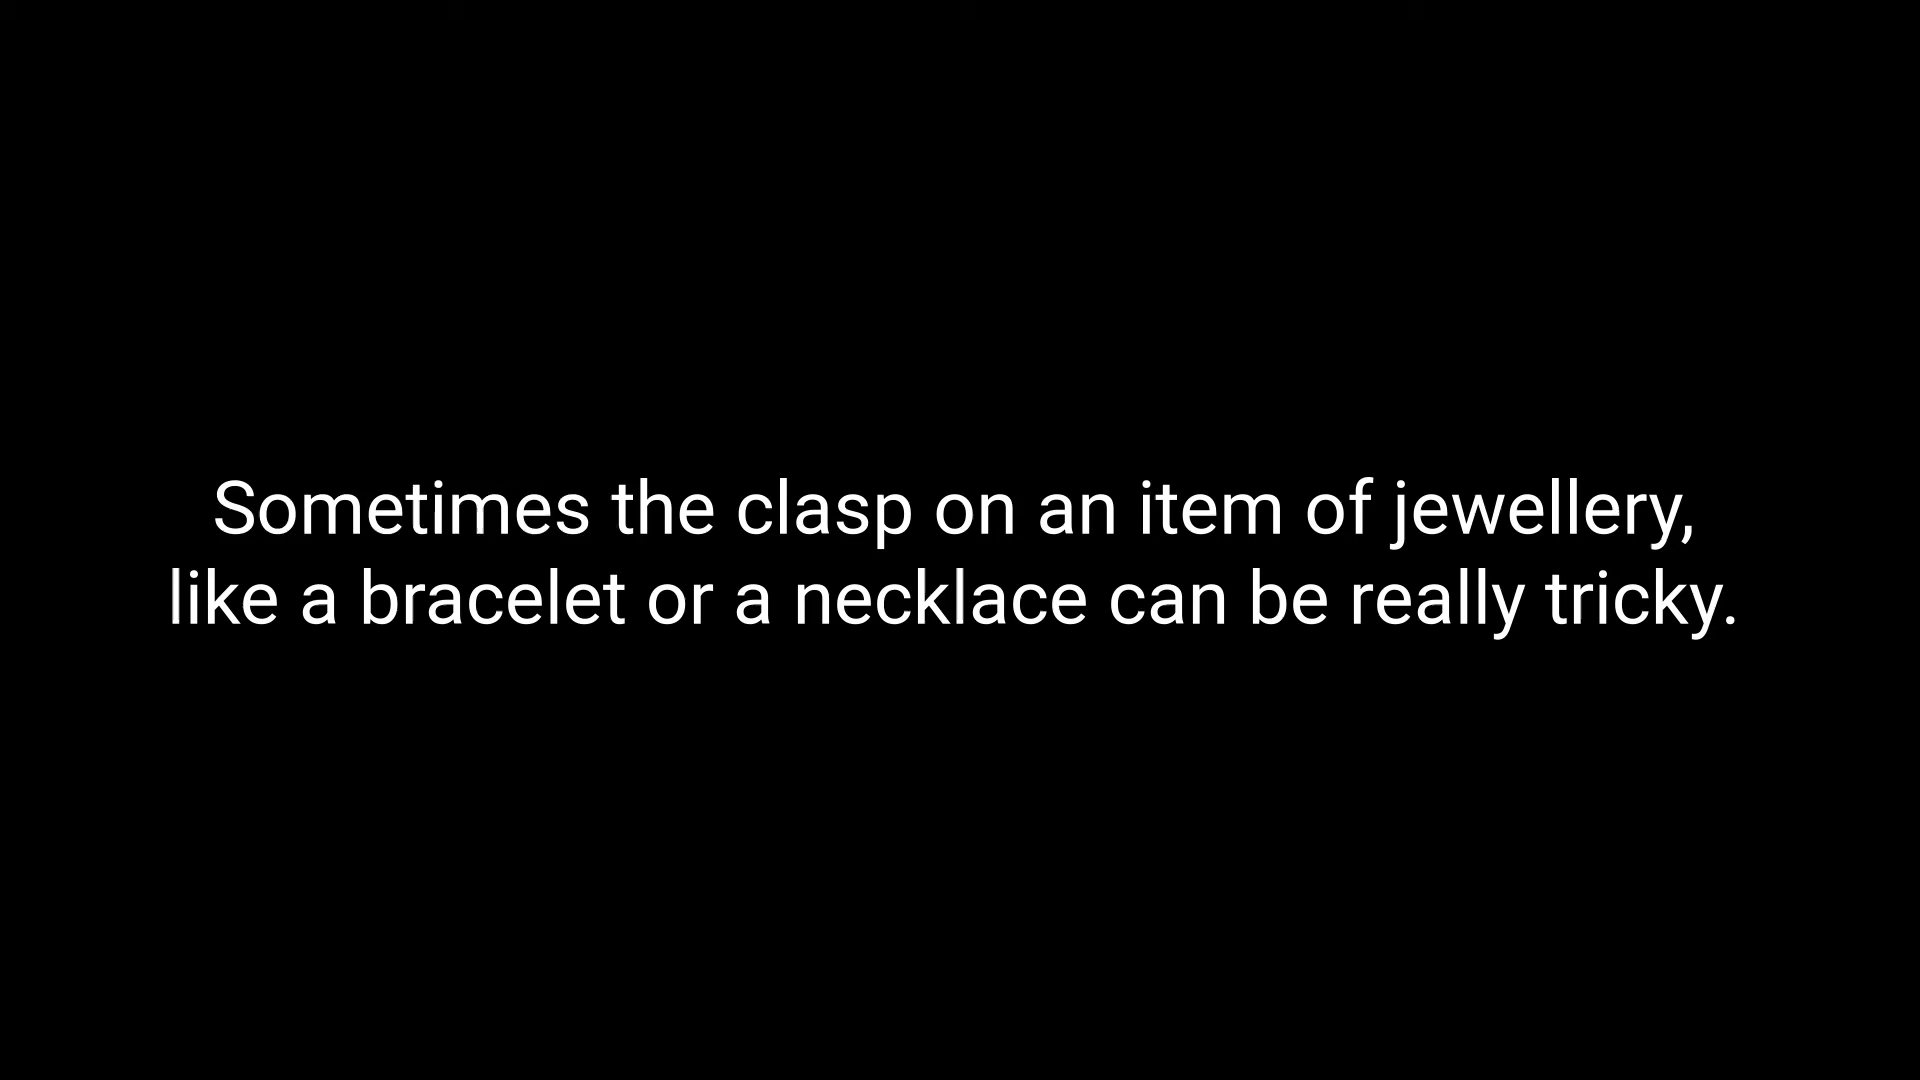 Sometimes the clasp on an item of jewellery,
like a bracelet or a necklace can be really tricky.